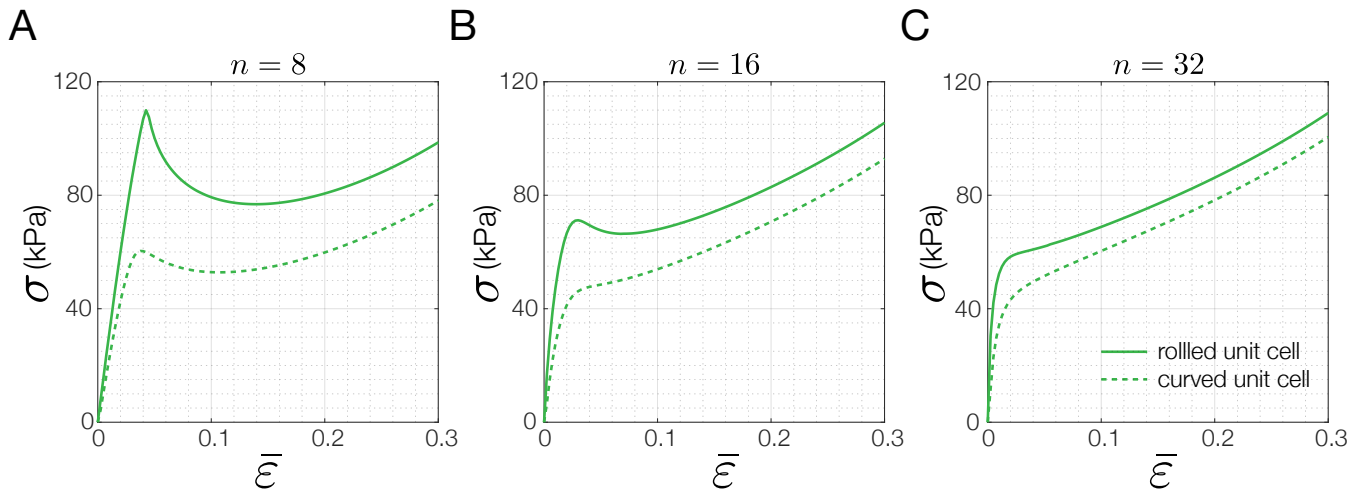 A
n = 8
120
80
40
0
σ (kPa)
0
0.1
0.2
0.3
ε̅
B
n = 16
120
80
40
0
σ (kPa)
0
0.1
0.2
0.3
ε̅
C
n = 32
120
80
40
0
σ (kPa)
rollled unit cell
curved unit cell
0
0.1
0.2
0.3
ε̅